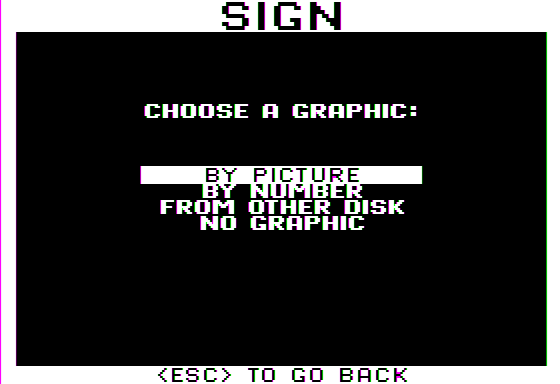 SIGN
CHOOSE A GRAPHIC:
BY PICTURE
BY NUMBER
FROM OTHER DISK
NO GRAPHIC
<ESC> TO GO BACK